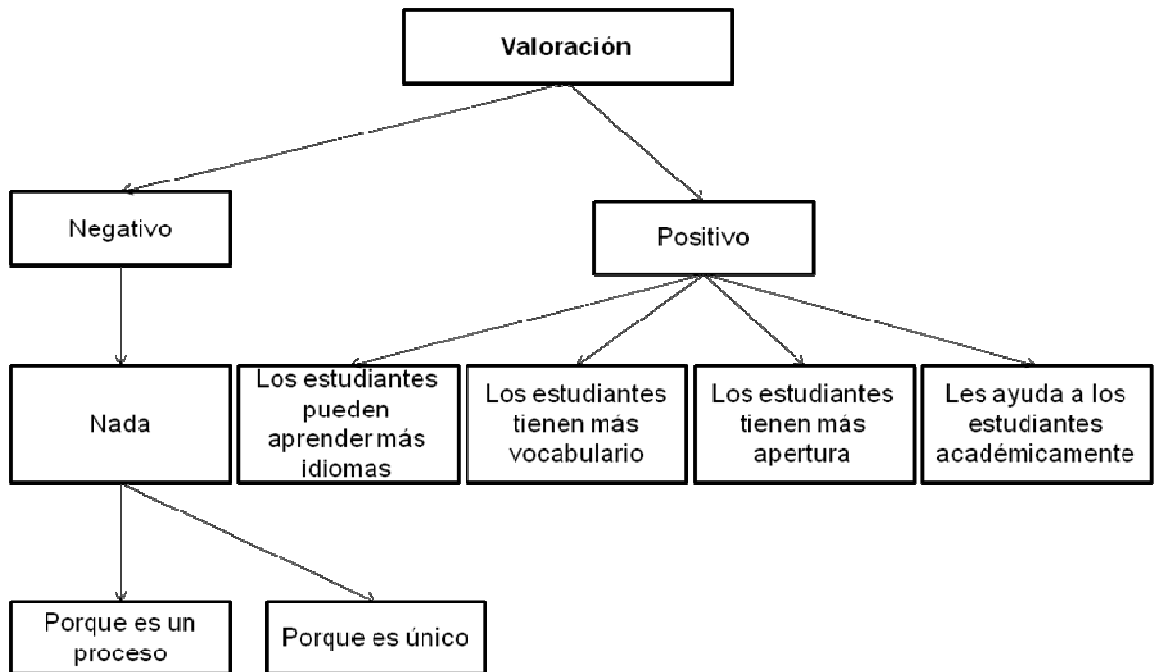 Valoración
Negativo
Positivo
Nada
Los estudiantes
pueden
aprender más
idiomas
Los estudiantes
tienen más
vocabulario
Los estudiantes
tienen más
apertura
Les ayuda a los
estudiantes
académicamente
Porque es un
proceso
Porque es único